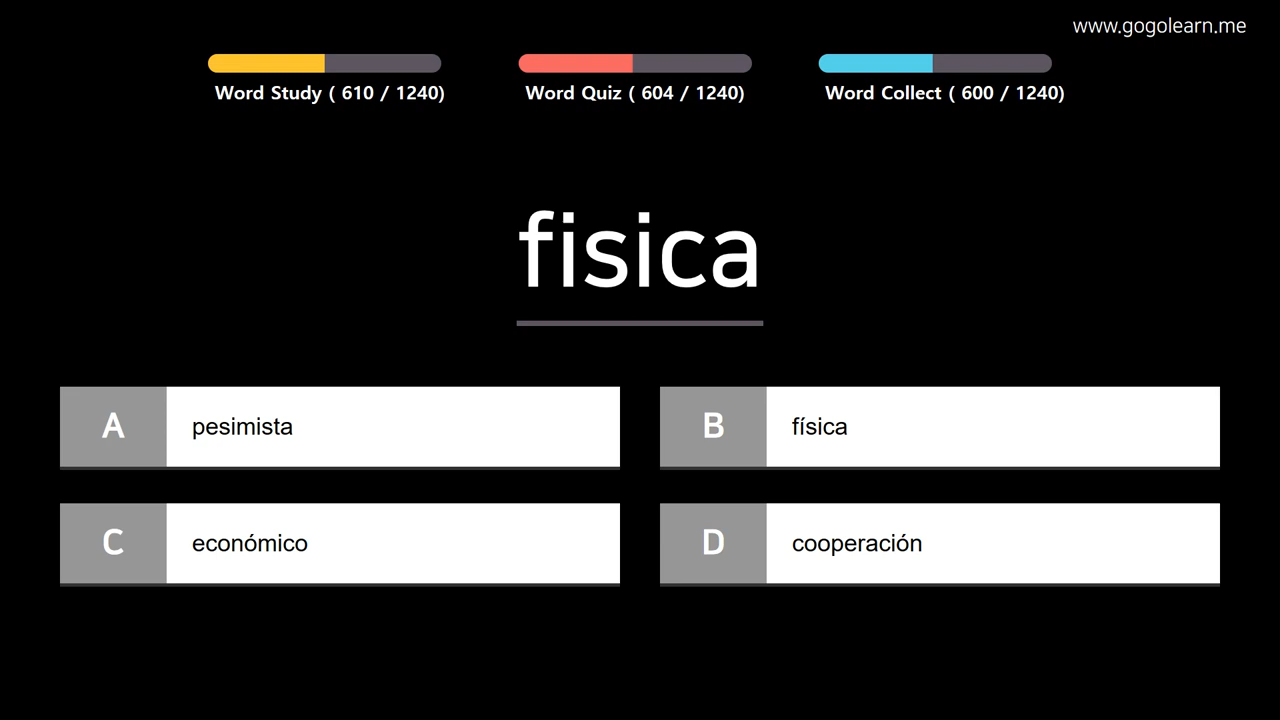 www.gogolearn.me
Word Study ( 610 / 1240)
Word Quiz ( 604 / 1240)
Word Collect ( 600 / 1240)
fisica
A pesimista
B física
C económico
D cooperación